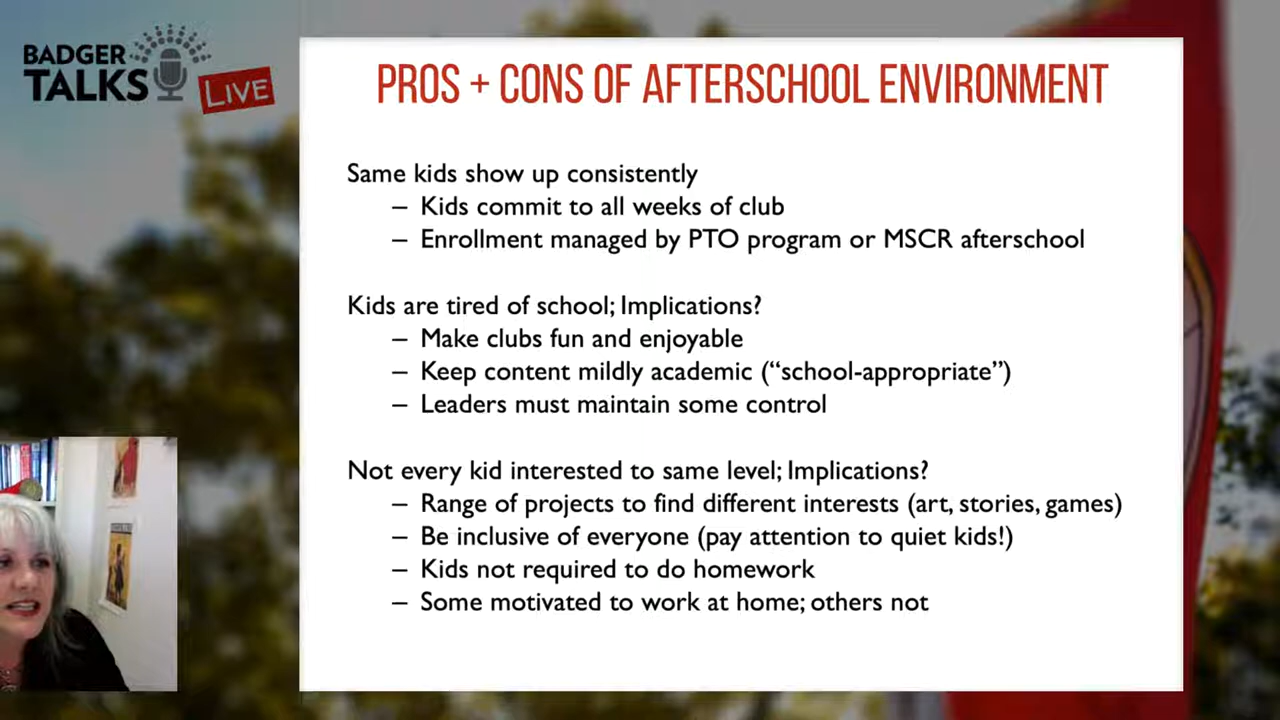 BADGER
TALKS
LIVE
PROS + CONS OF AFTERSCHOOL ENVIRONMENT
Same kids show up consistently
– Kids commit to all weeks of club
– Enrollment managed by PTO program or MSCR afterschool
Kids are tired of school; Implications?
– Make clubs fun and enjoyable
– Keep content mildly academic (“school-appropriate”)
– Leaders must maintain some control
Not every kid interested to same level; Implications?
– Range of projects to find different interests (art, stories, games)
– Be inclusive of everyone (pay attention to quiet kids!)
– Kids not required to do homework
– Some motivated to work at home; others not